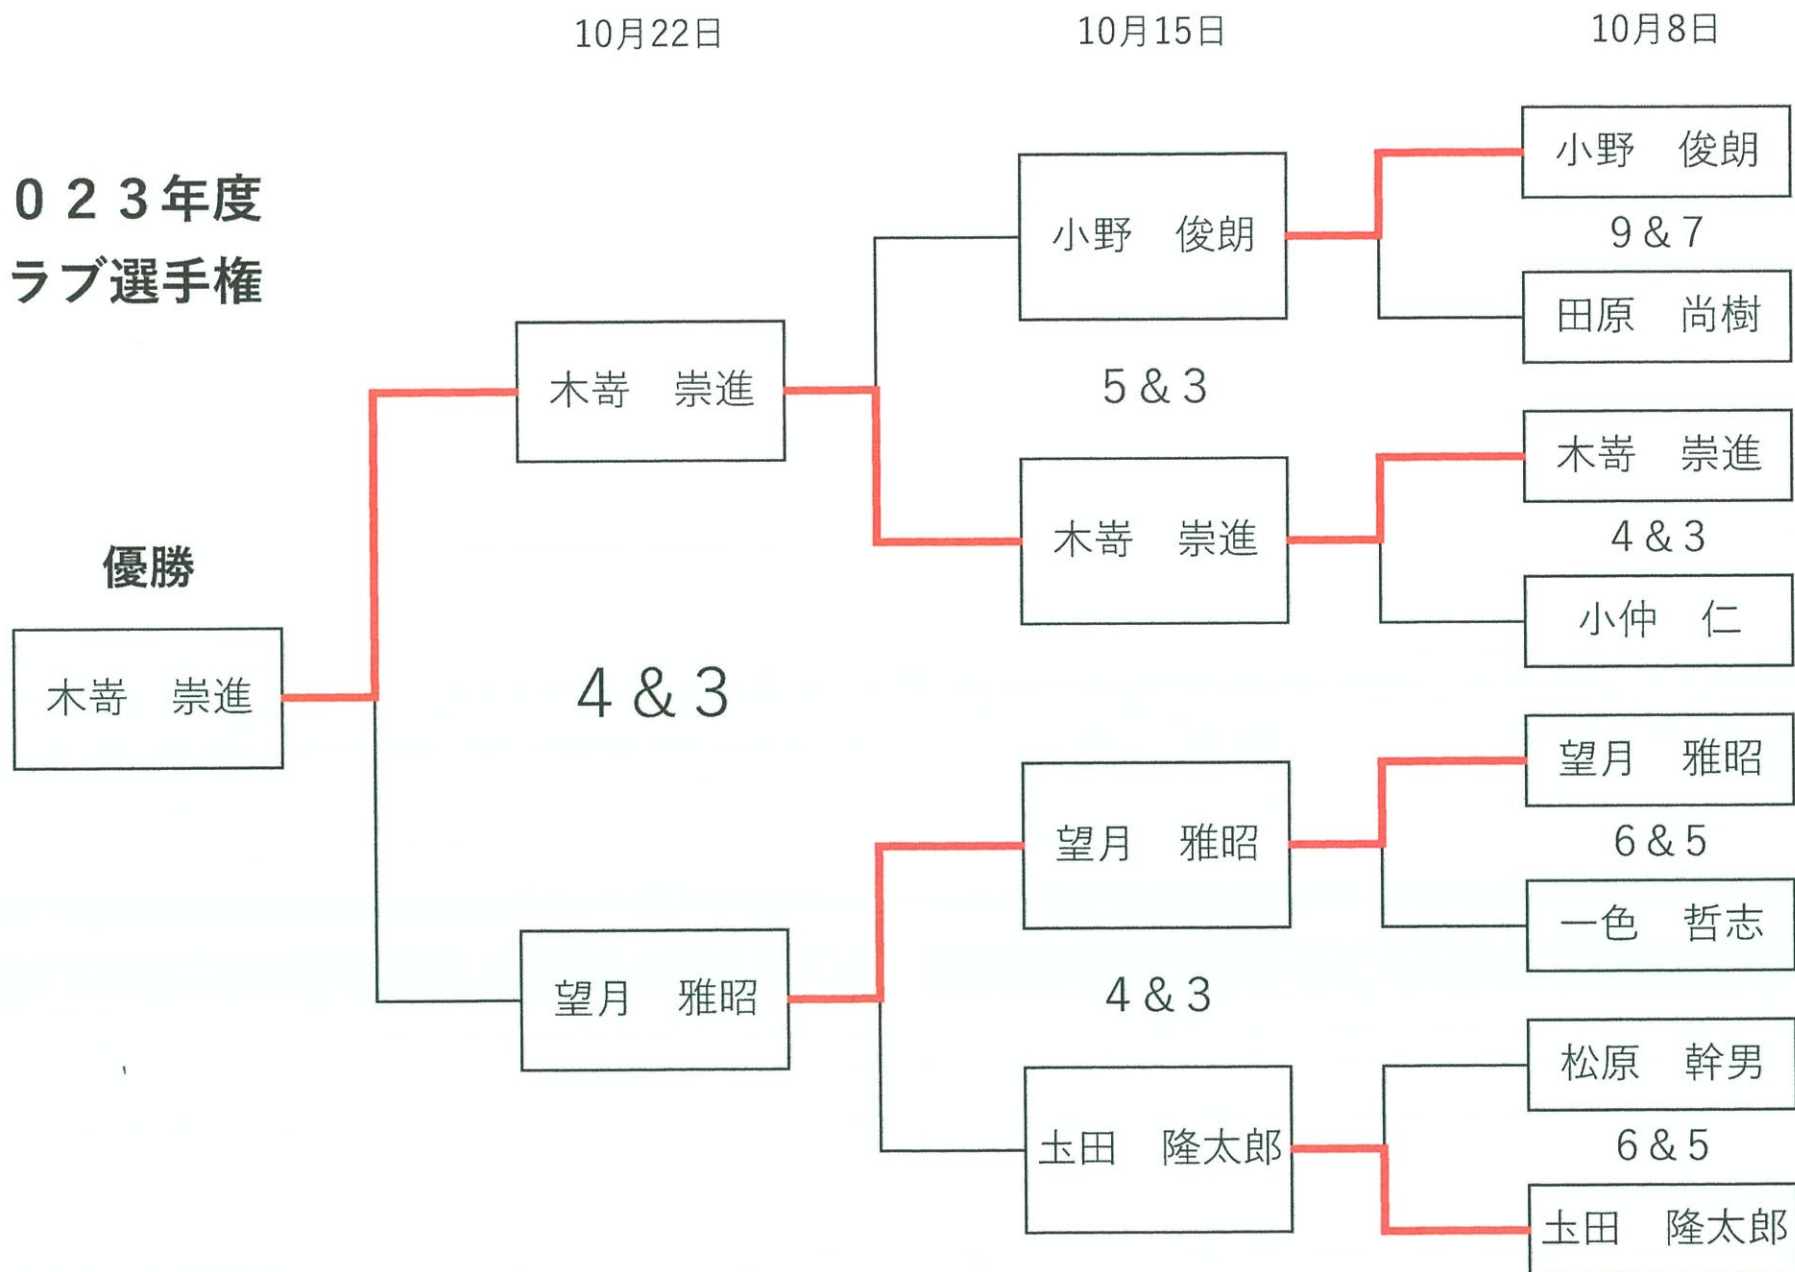 10月22日
10月15日
10月8日
０２３年度
ラブ選手権
優勝
木嵜　崇進
木嵜　崇進
4＆3
望月　雅昭
小野　俊朗
5＆3
木嵜　崇進
望月　雅昭
4＆3
圡田　隆太郎
小野　俊朗
9＆7
田原　尚樹
木嵜　崇進
4＆3
小仲　仁
望月　雅昭
6＆5
一色　哲志
松原　幹男
6＆5
圡田　隆太郎